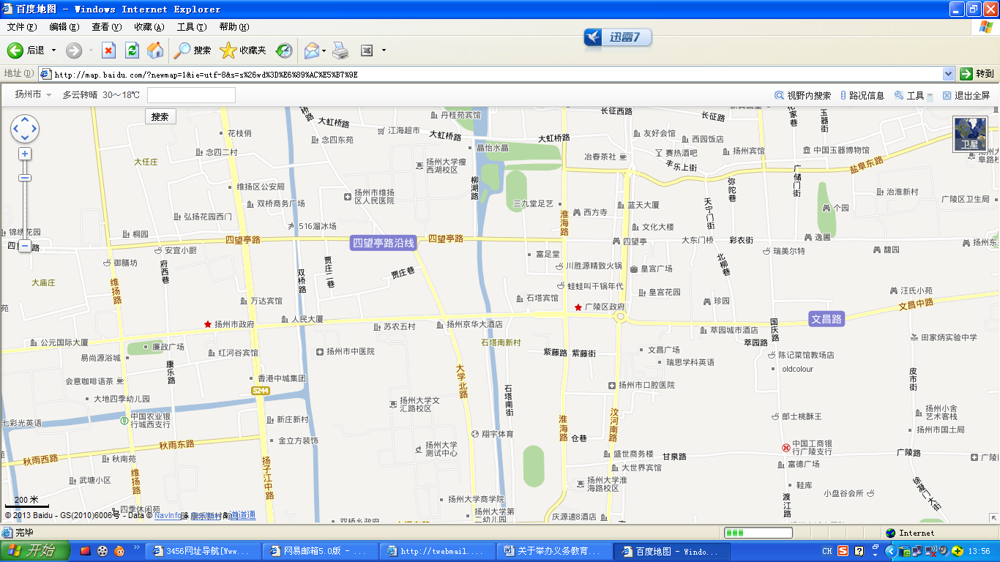 百度地图 - Windows Internet Explorer
文件(F) 编辑(E) 查看(V) 收藏(A) 工具(T) 帮助(H)
迅雷7
后退 搜索 收藏夹
地址(D) http://map.baidu.com/?newmap=1&ie=utf-8&s=s%26wd%3D%E6%89%AC%E5%B7%9E 转到
扬州市 多云转晴 30~18℃ 视野内搜索 路况信息 工具 退出全屏
搜索
卫星
丹桂苑宾馆
大虹桥路
长征西路
长征路
玉器街
花枝俏
念四东苑
江海超市
大虹桥路
大虹桥路
友好会馆
西园饭店
念四二村
晶怡水晶
赛热酒吧
扬州宾馆
中国玉器博物馆
大任庄
扬州大学瘦
西湖校区
冶春茶社
丰乐上街
盐阜东路
维扬区公安局
柳湖路
弥陀巷
广储门街
扬州市维扬
区人民医院
双桥商务广场
三九堂足艺
蓝天大厦
天宁门街
治淮新村
广陵区卫生局
个园
弘扬花园西门
516溜冰场
淮海路
西方寺
文化大楼
锦绣花园
桐园
四望亭路
四望亭路沿线
四望亭路
四望亭
大东门桥
彩衣街
逸圃
安宜小厨
富足堂
瑞美尔特
馥园
御膳坊
府西巷
贾庄二巷
贾庄巷
川胜源精致火锅
皇宫广场
北柳巷
大庙庄
维扬路
双桥路
蛙蛙叫干锅年代
皇宫花园
汪氏小苑
万达宾馆
石塔宾馆
珍园
广陵区政府
文昌中路
扬州市政府
人民大厦
苏农五村
扬州京华大酒店
文昌路
国庆路
萃园城市酒店
公元国际大厦
廉政广场
石塔南新村
萃园路
田家炳实验中学
易尚源浴城
红河谷宾馆
扬州市中医院
紫藤路
紫藤街
文昌广场
陈记菜馆教场店
康乐路
瑞思学科英语
oldcolour
会意咖啡语茶
香港中城集团
大学北路
扬州市口腔医院
皮市街
S244
石塔南街
大地四季幼儿园
扬州大学文
汇路校区
扬州小舍
艺术客栈
七彩光英语
中国农业银
行城西支行
新庄新村
淮海路
汶河南路
郎士桃酥王
扬州市国土局
秋雨东路
金立方装饰
翔宇体育
仓巷
中国工商银
行广陵支行
秋雨西路
秋南苑
扬州大学
测试中心
盛世商务楼
甘泉路
广陵路
扬子江中路
大世界宾馆
富德广场
武塘小区
维扬路
扬州大学淮
海路校区
鞋库
小盘谷会所
徐凝门大街
200 米
四季休闲苑
扬州大学商学院
渡江路
扬州大学第
一幼儿园
庆源速8酒店
© 2013 Baidu - GS(2010)6006号 - Data © NavInfo & & 道道通
完毕 Internet
开始 3456网址导航[Www... 网易邮箱5.0版 - ... http://twebmail.... 关于举办义务教育... 百度地图 - Windo... CH 13:56